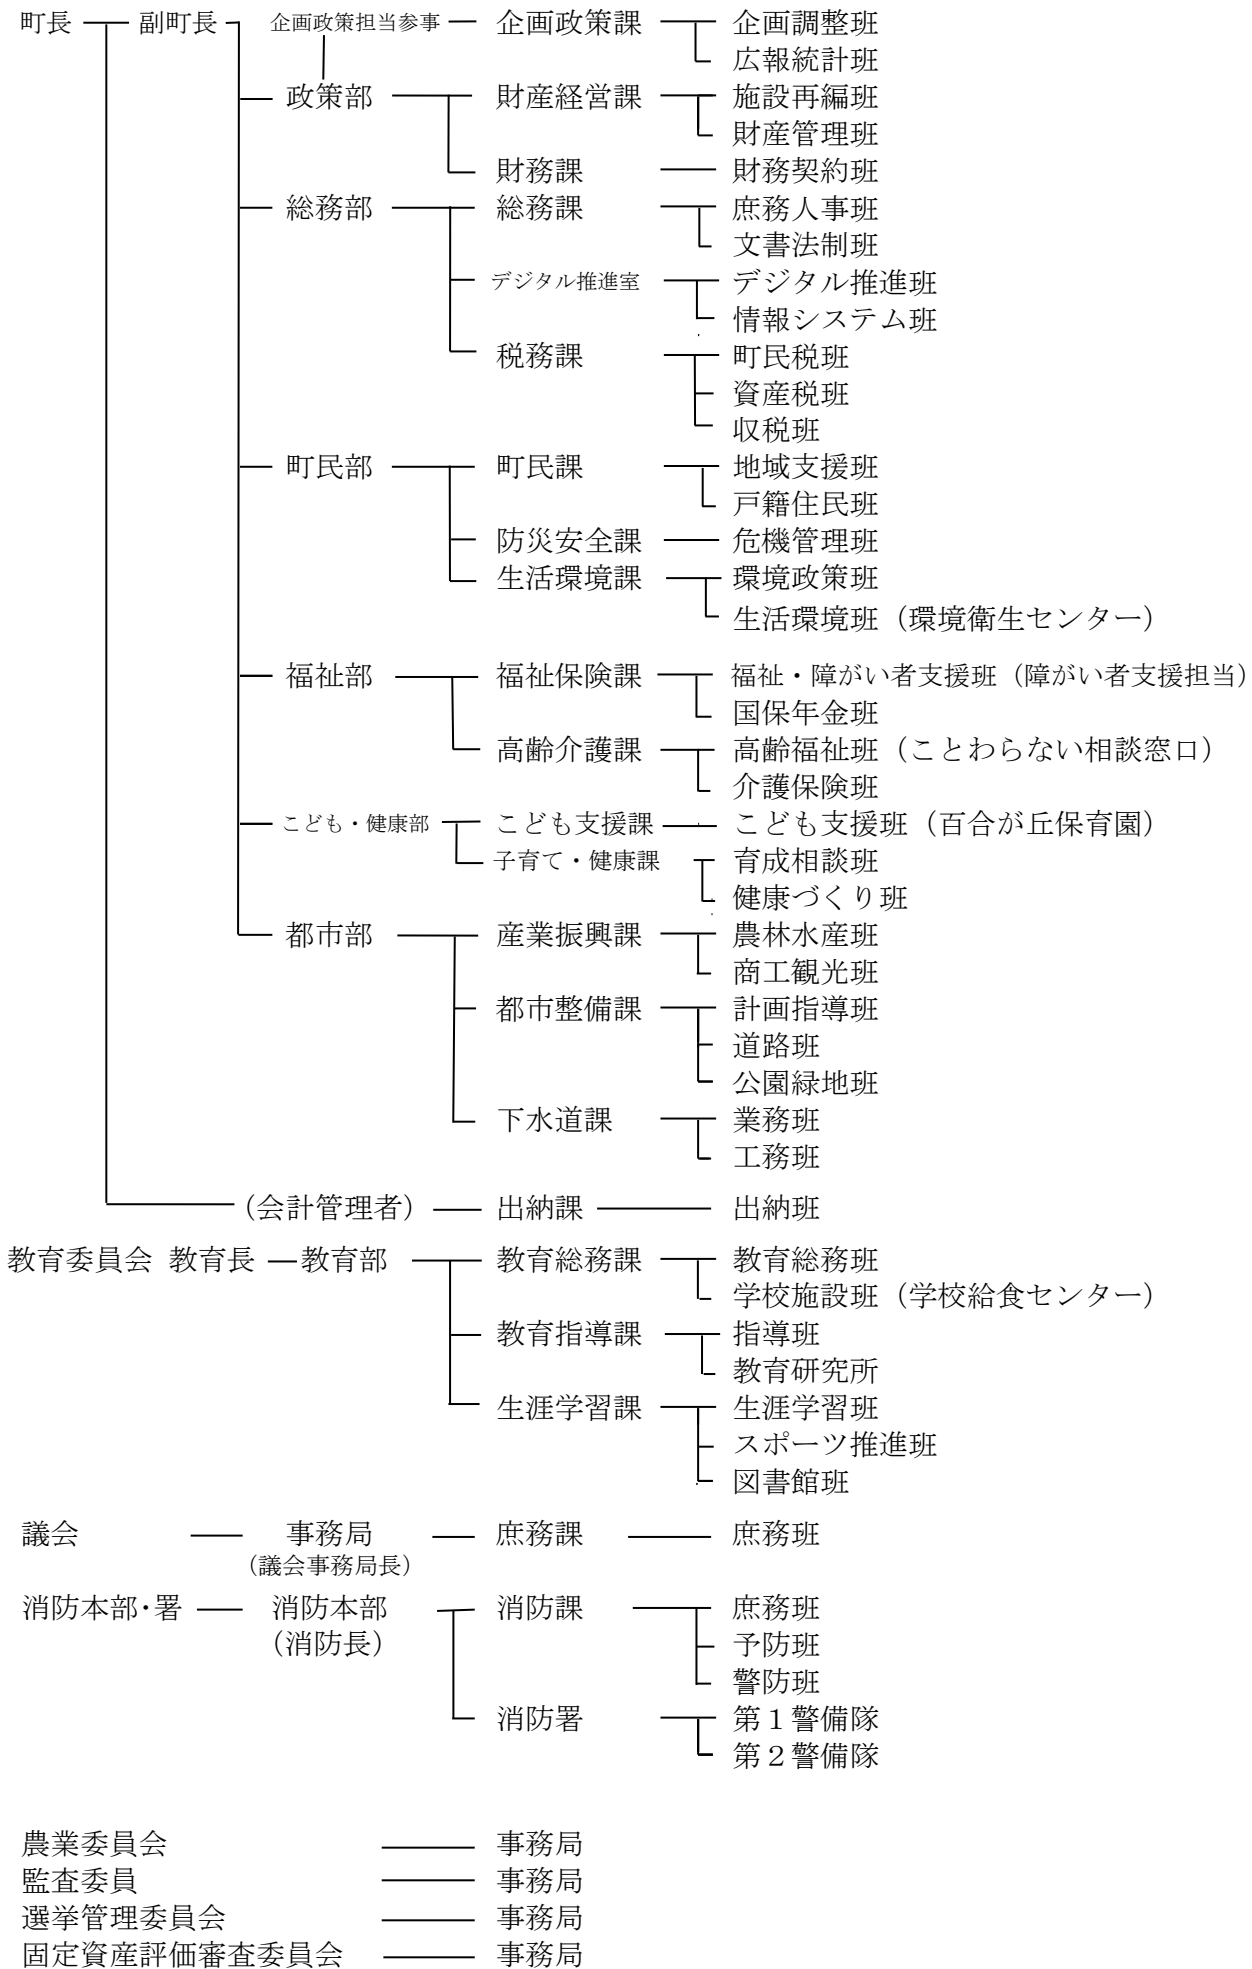 町長 副町長 企画政策担当参事 企画政策課 企画調整班
広報統計班
政策部 財産経営課 施設再編班
財産管理班
財務課 財務契約班
総務部 総務課 庶務人事班
文書法制班
デジタル推進室 デジタル推進班
情報システム班
税務課 町民税班
資産税班
収税班
町民部 町民課 地域支援班
戸籍住民班
防災安全課 危機管理班
生活環境課 環境政策班
生活環境班（環境衛生センター）
福祉部 福祉保険課 福祉・障がい者支援班（障がい者支援担当）
国保年金班
高齢介護課 高齢福祉班（ことわらない相談窓口）
介護保険班
こども・健康部 こども支援課 こども支援班（百合が丘保育園）
子育て・健康課 育成相談班
健康づくり班
都市部 産業振興課 農林水産班
商工観光班
都市整備課 計画指導班
道路班
公園緑地班
下水道課 業務班
工務班
（会計管理者） 出納課 出納班
教育委員会 教育長 教育部 教育総務課 教育総務班
学校施設班（学校給食センター）
教育指導課 指導班
教育研究所
生涯学習課 生涯学習班
スポーツ推進班
図書館班
議会 事務局 庶務課 庶務班
（議会事務局長）
消防本部・署 消防本部 消防課 庶務班
（消防長） 予防班
警防班
消防署 第１警備隊
第２警備隊
農業委員会 事務局
監査委員 事務局
選挙管理委員会 事務局
固定資産評価審査委員会 事務局